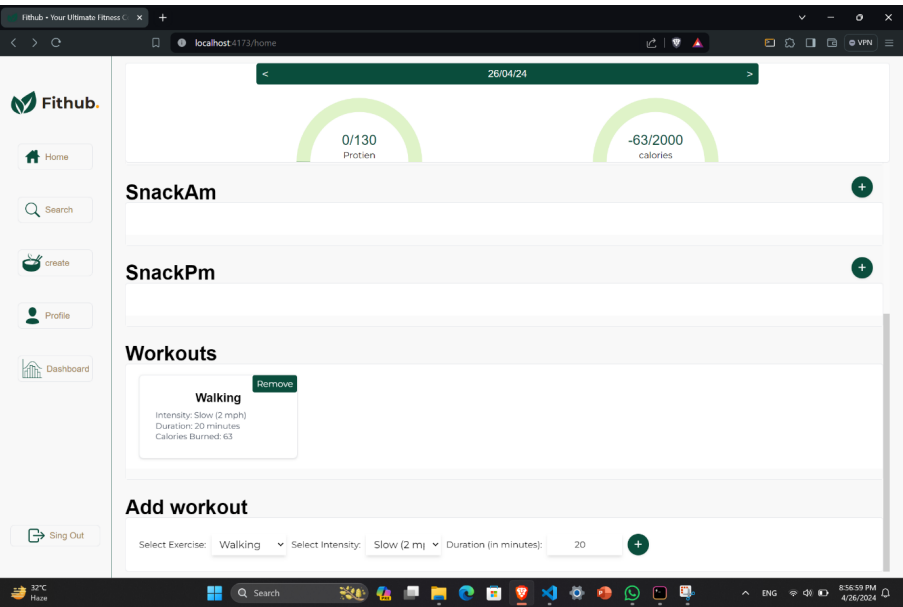 Fithub • Your Ultimate Fitness C
localhost:4173/home
VPN
Fithub.
Home
Search
create
Profile
Dashboard
Sing Out
< 26/04/24 >
0/130
Protien
-63/2000
calories
SnackAm
+
SnackPm
+
Workouts
Remove
Walking
Intensity: Slow (2 mph)
Duration: 20 minutes
Calories Burned: 63
Add workout
Select Exercise: Walking Select Intensity: Slow (2 m Duration (in minutes): 20 +
32°C
Haze
Search
ENG
8:56:59 PM
4/26/2024